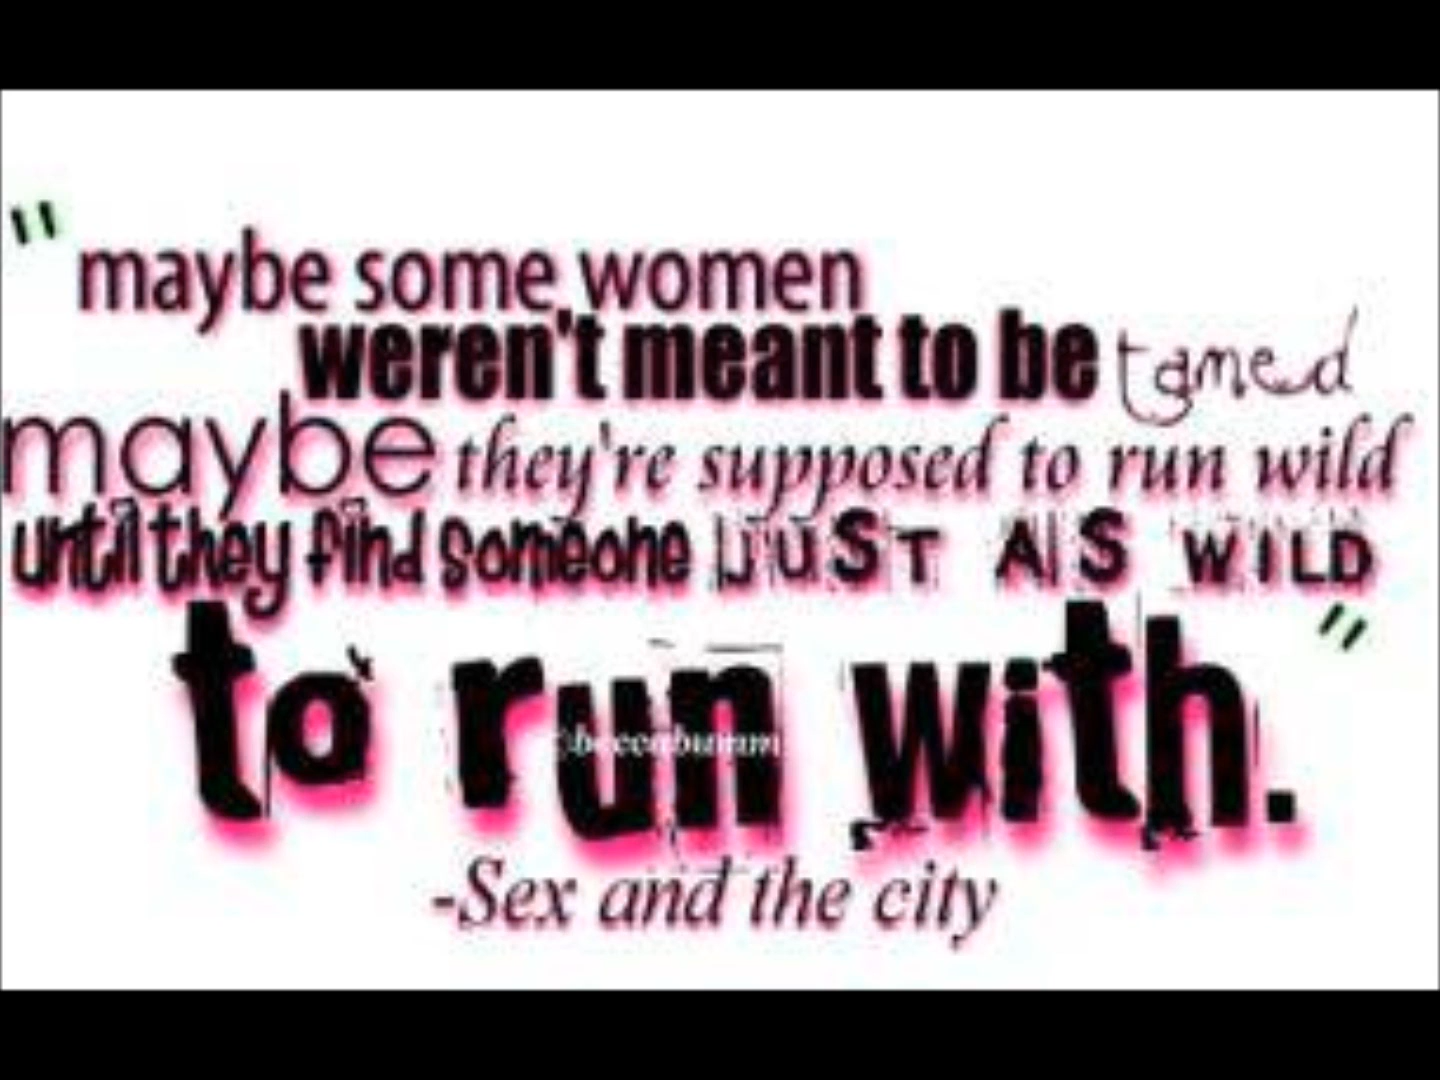 "maybe some women
weren't meant to be tamed
maybe they're supposed to run wild
until they find someone JUST AS WILD
to run with."
-Sex and the city